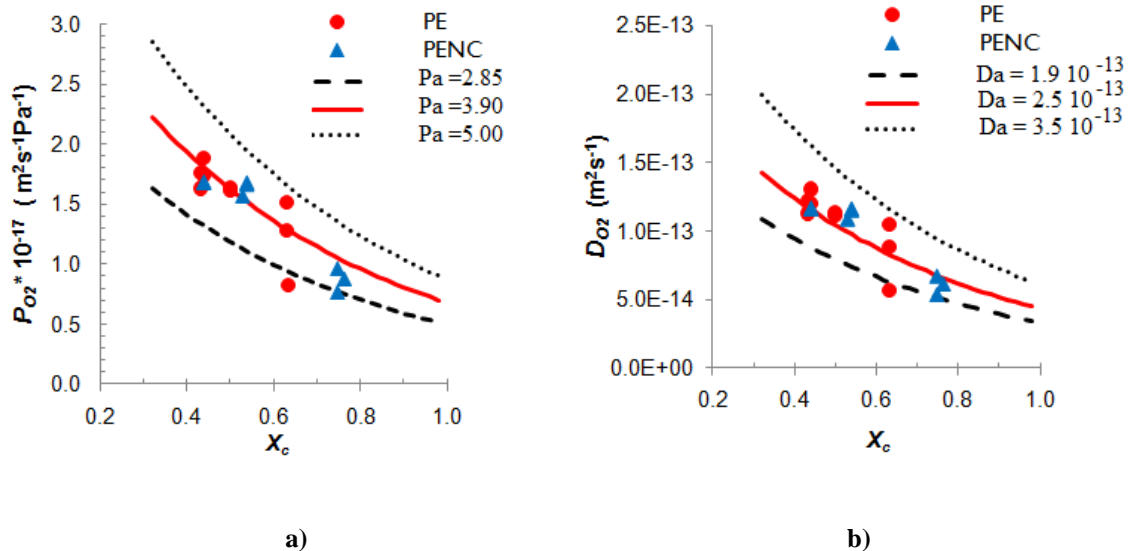 PE
PENC
Pa =2.85
Pa =3.90
Pa =5.00
3.0
2.5
2.0
1.5
1.0
0.5
0.0
P_O2 * 10^-17 ( m²s⁻¹Pa⁻¹)
0.2 0.4 0.6 0.8 1.0
X_c
a)
PE
PENC
Da = 1.9 10^-13
Da = 2.5 10^-13
Da = 3.5 10^-13
2.5E-13
2.0E-13
1.5E-13
1.0E-13
5.0E-14
0.0E+00
D_O2 (m²s⁻¹)
0.2 0.4 0.6 0.8 1.0
X_c
b)